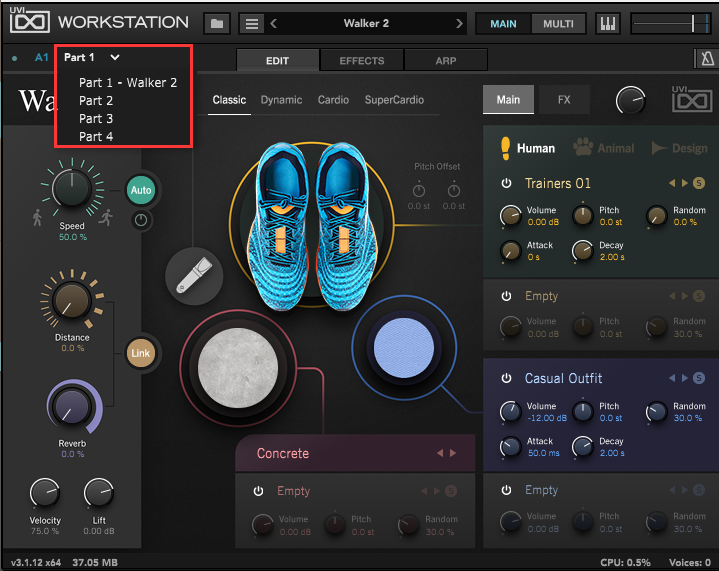 UVI
WORKSTATION
Walker 2
MAIN
MULTI
A1
Part 1
Part 1 - Walker 2
Part 2
Part 3
Part 4
EDIT
EFFECTS
ARP
Wa
Classic
Dynamic
Cardio
SuperCardio
Main
FX
UVI
Pitch Offset
0.0 st
0.0 st
Auto
Speed
50.0 %
Distance
0.0 %
Link
Reverb
0.0 %
Velocity
75.0 %
Lift
0.00 dB
Human
Animal
Design
Trainers 01
S
Volume
0.00 dB
Pitch
0.0 st
Random
0.0 %
Attack
0 s
Decay
2.00 s
Empty
S
Volume
0.00 dB
Pitch
0.0 st
Random
30.0 %
Casual Outfit
S
Volume
-12.00 dB
Pitch
0.0 st
Random
30.0 %
Attack
50.0 ms
Decay
2.00 s
Empty
S
Volume
0.00 dB
Pitch
0.0 st
Random
30.0 %
Concrete
Empty
S
Volume
0.00 dB
Pitch
0.0 st
Random
30.0 %
v3.1.12 x64
37.05 MB
CPU: 0.5%
Voices: 0